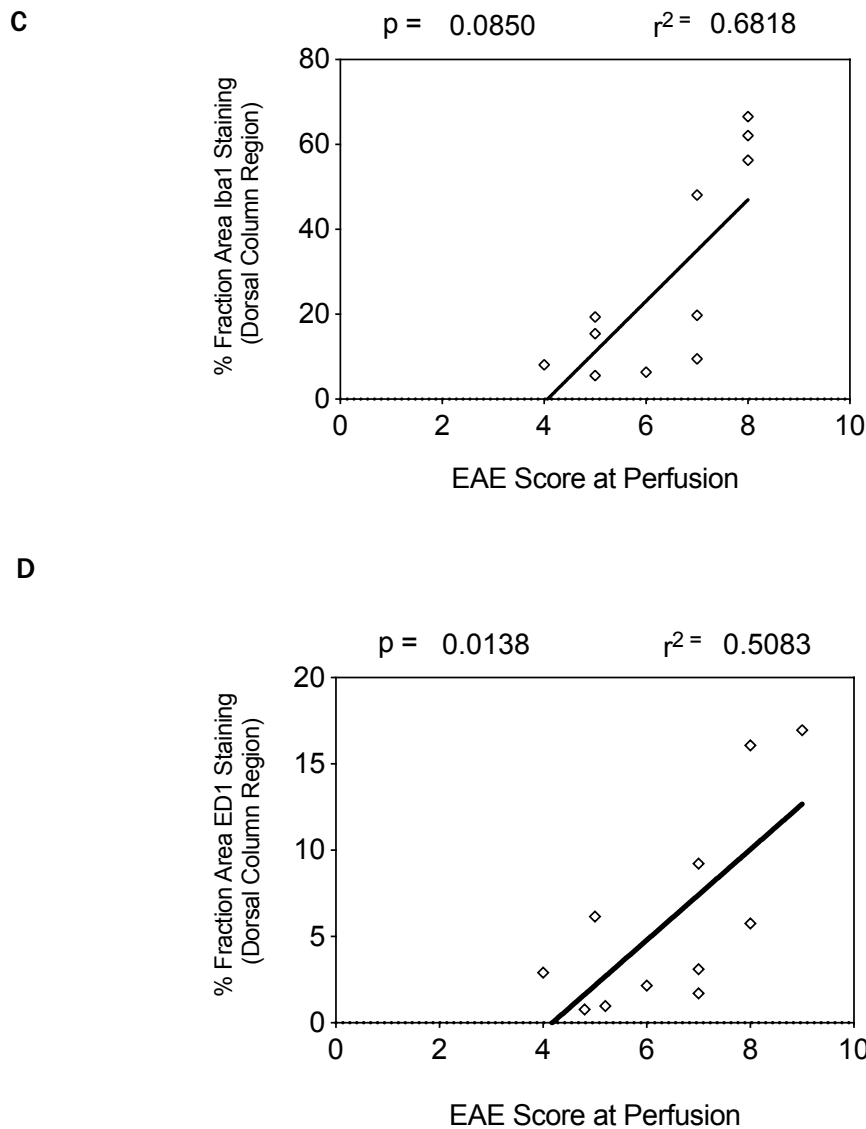 C
p = 0.0850 r² = 0.6818
80
60
40
20
0
% Fraction Area Iba1 Staining
(Dorsal Column Region)
0 2 4 6 8 10
EAE Score at Perfusion
D
p = 0.0138 r² = 0.5083
20
15
10
5
0
% Fraction Area ED1 Staining
(Dorsal Column Region)
0 2 4 6 8 10
EAE Score at Perfusion